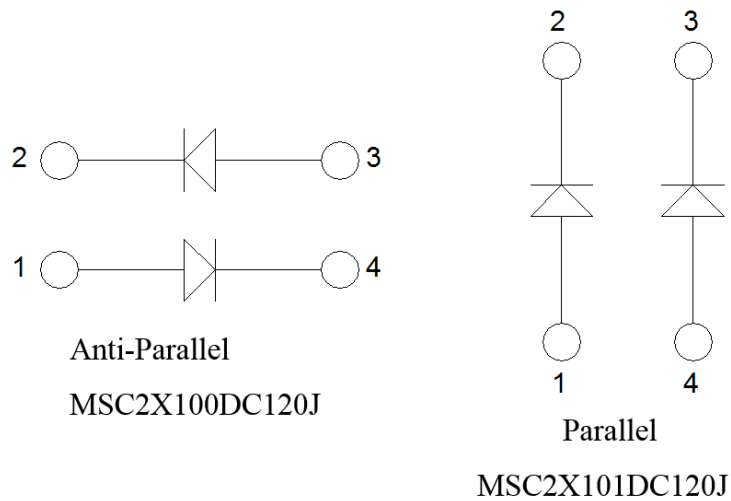 2 3
1 4
Anti-Parallel
MSC2X100DC120J
2 3
1 4
Parallel
MSC2X101DC120J